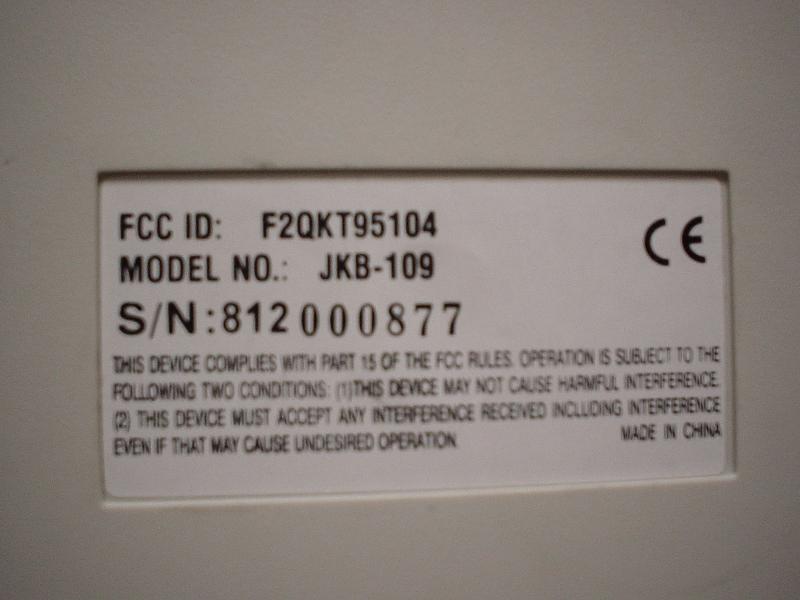 FCC ID: F2QKT95104
CE
MODEL NO.: JKB-109
S/N:812000877
THIS DEVICE COMPLIES WITH PART 15 OF THE FCC RULES. OPERATION IS SUBJECT TO THE
FOLLOWING TWO CONDITIONS: (1)THIS DEVICE MAY NOT CAUSE HARMFUL INTERFERENCE.
(2) THIS DEVICE MUST ACCEPT ANY INTERFERENCE RECEIVED INCLUDING INTERFERENCE
EVEN IF THAT MAY CAUSE UNDESIRED OPERATION
MADE IN CHINA